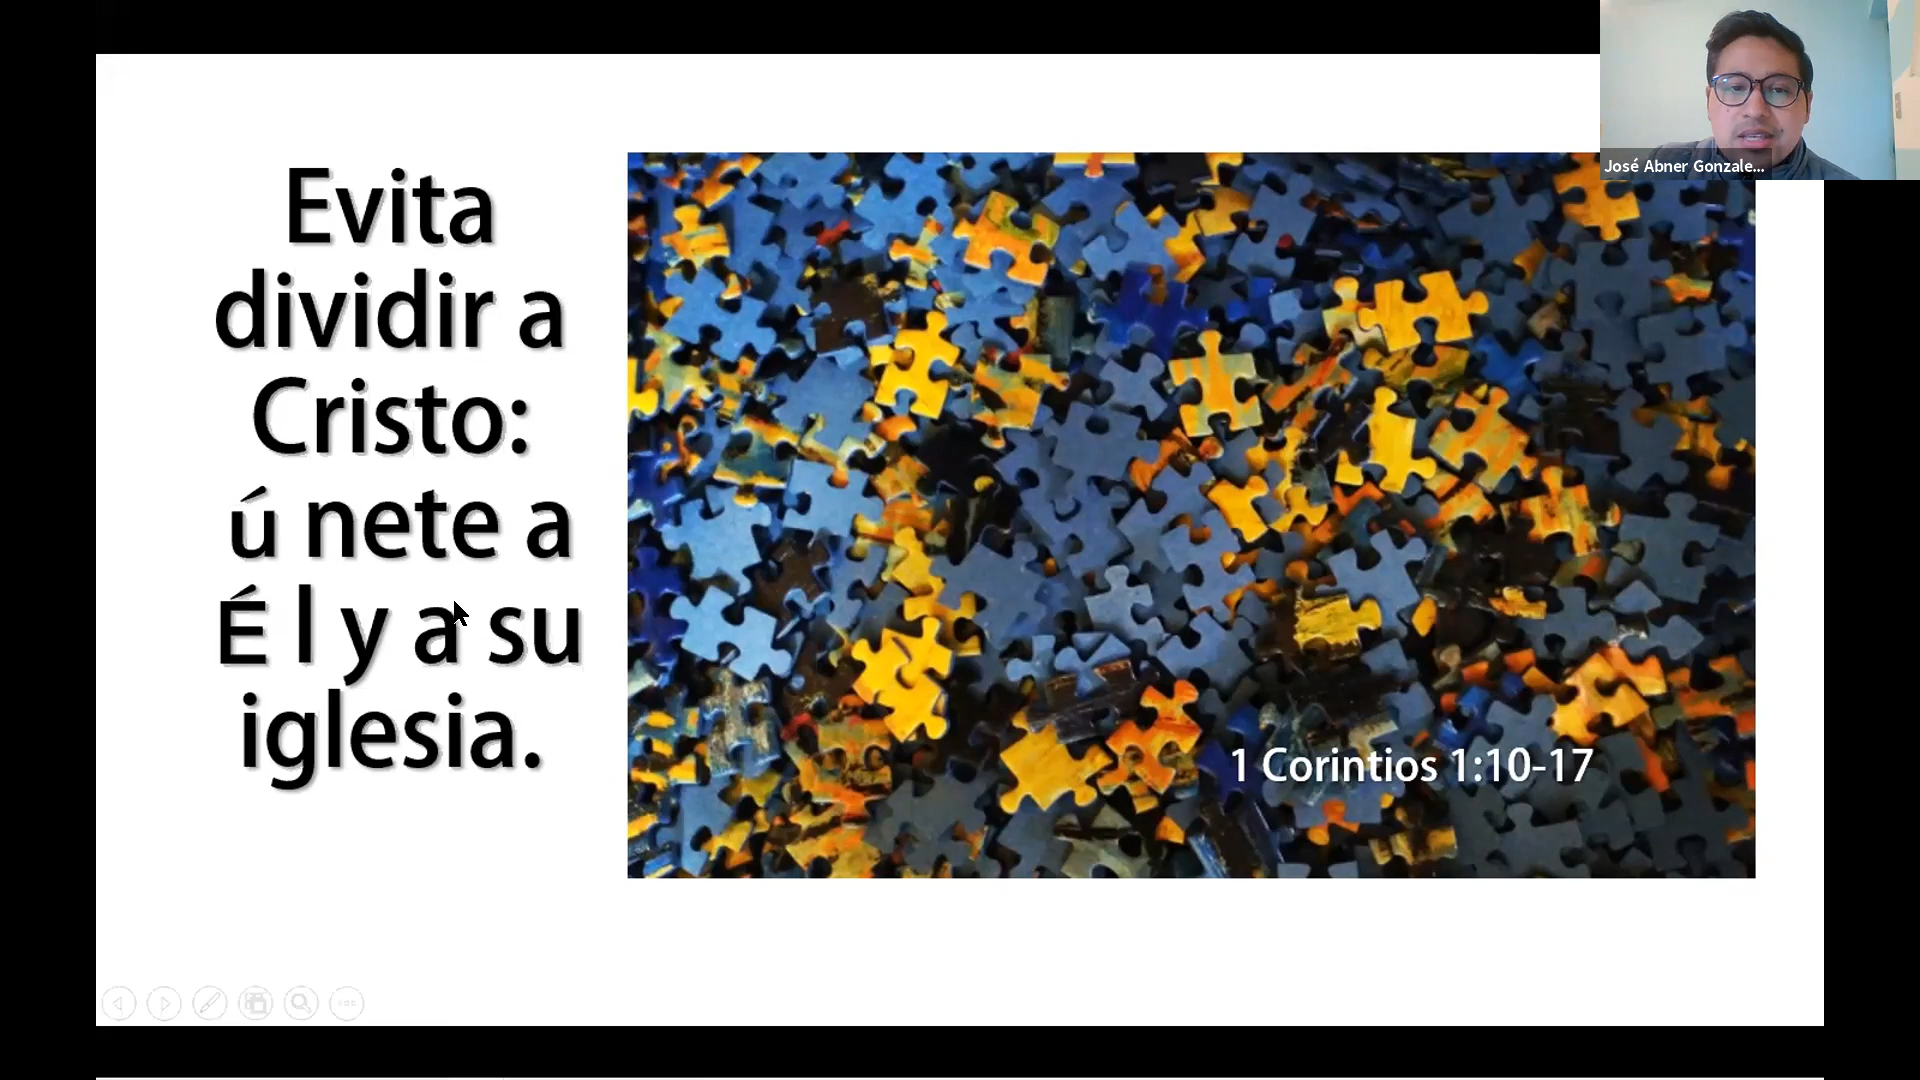 Evita
dividir a
Cristo:
ú nete a
É l y a su
iglesia.
1 Corintios 1:10-17
José Abner Gonzale...